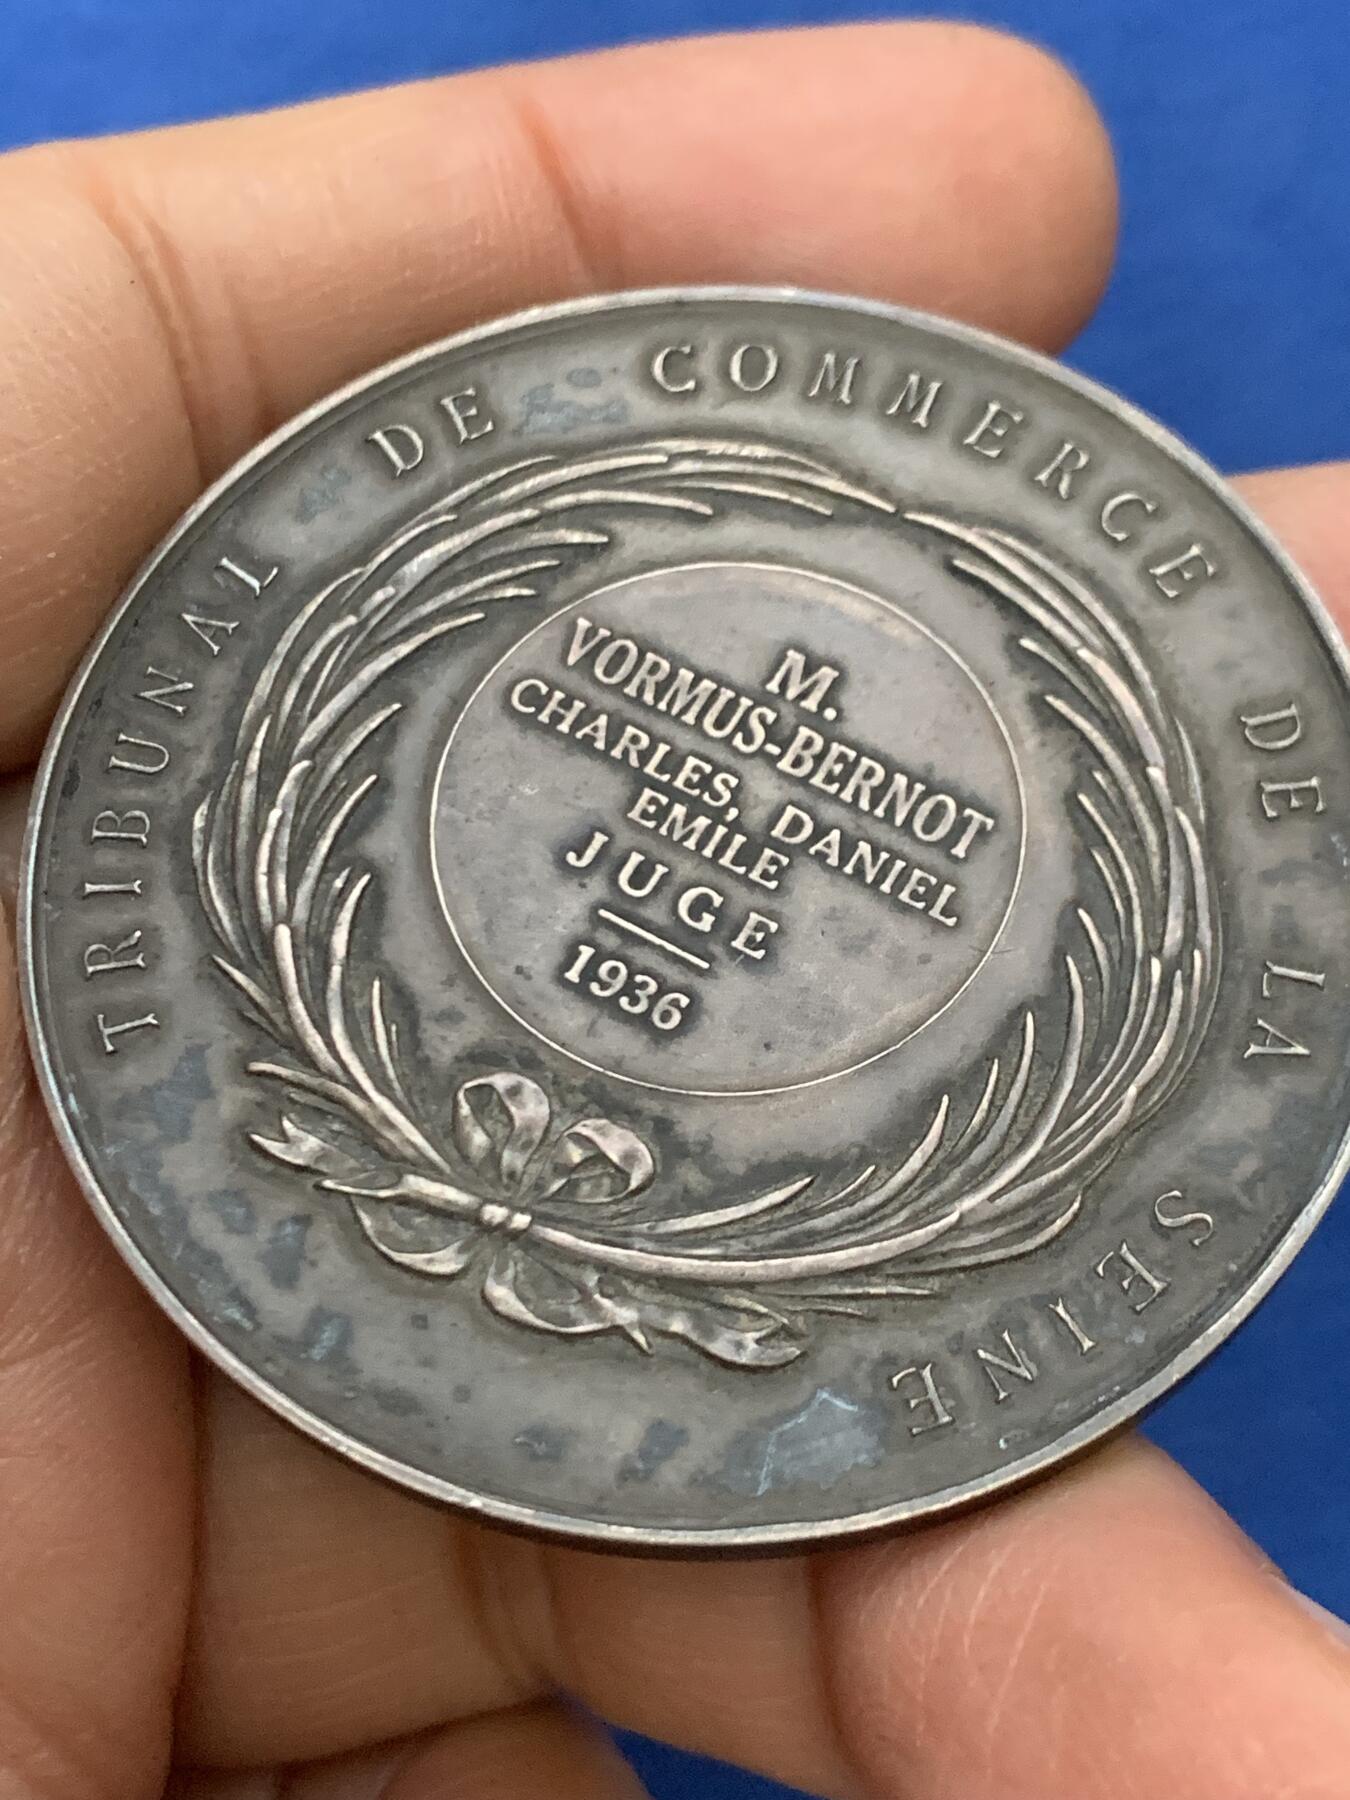 TRIBUNAL DE COMMERCE DE LA SEINE
M.
VORMUS-BERNOT
CHARLES, DANIEL
EMILE
JUGE
1936